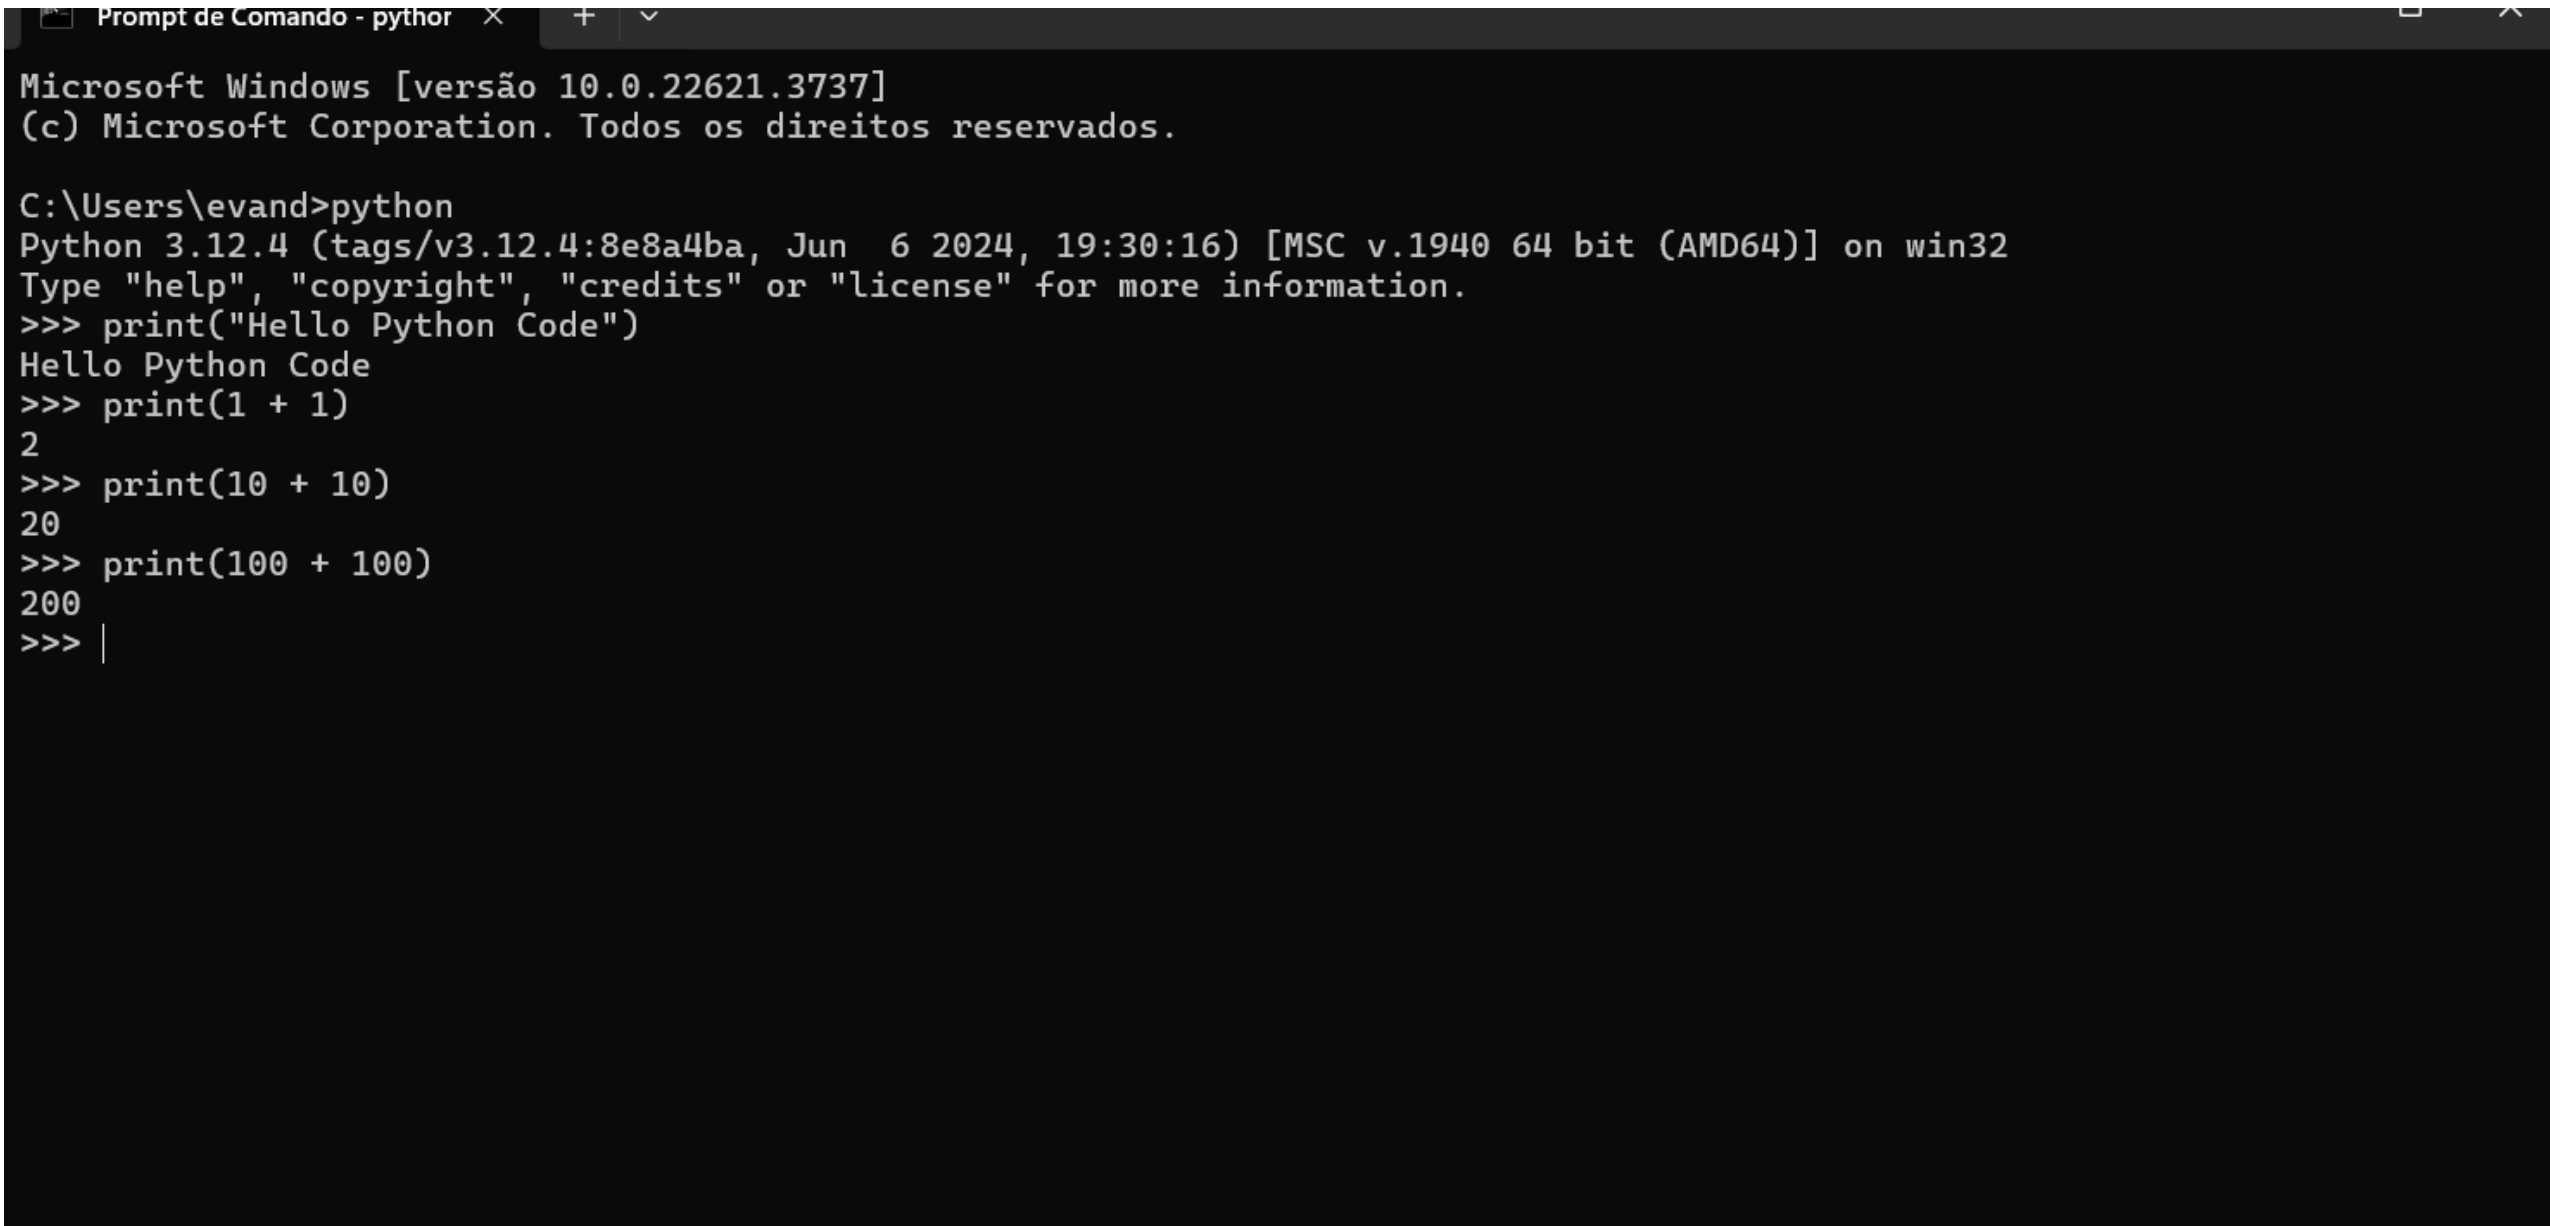 Prompt de Comando - pythor
Microsoft Windows [versão 10.0.22621.3737]
(c) Microsoft Corporation. Todos os direitos reservados.
C:\Users\evand>python
Python 3.12.4 (tags/v3.12.4:8e8a4ba, Jun  6 2024, 19:30:16) [MSC v.1940 64 bit (AMD64)] on win32
Type "help", "copyright", "credits" or "license" for more information.
>>> print("Hello Python Code")
Hello Python Code
>>> print(1 + 1)
2
>>> print(10 + 10)
20
>>> print(100 + 100)
200
>>>